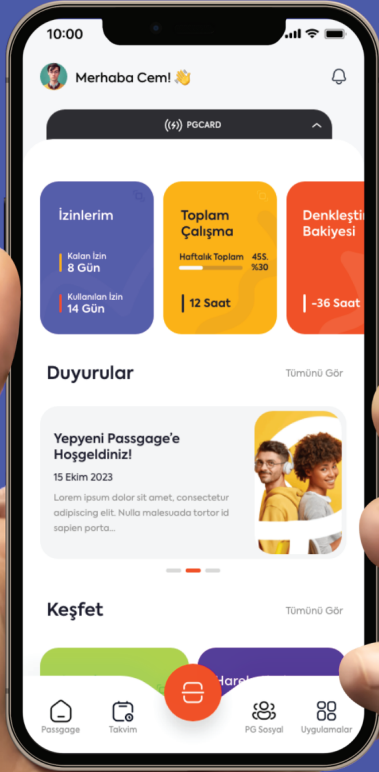 10:00
Merhaba Cem! 👋
PGCARD
İzinlerim
Kalan İzin
8 Gün
Kullanılan İzin
14 Gün
Toplam
Çalışma
Haftalık Toplam 45S.
%30
12 Saat
Denkleşti
Bakiyesi
-36 Saat
Duyurular
Tümünü Gör
Yepyeni Passgage'e
Hoşgeldiniz!
15 Ekim 2023
Lorem ipsum dolor sit amet, consectetur
adipiscing elit. Nulla malesuada tortor id
sapien porta...
Keşfet
Tümünü Gör
Passgage
Takvim
PG Sosyal
Uygulamalar